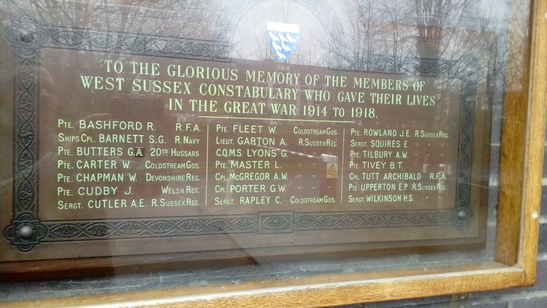 "TO THE GLORIOUS MEMORY OF THE MEMBERS OF
WEST SUSSEX CONSTABULARY WHO GAVE THEIR LIVES"
IN THE GREAT WAR 1914 TO 1918.
PTE. BASHFORD R. R.F.A.
SHIPS CPL. BARNETT S.G. R. NAVY
PTE. BUTTERS G.A. 20TH HUSSARS
PTE. CARTER W. COLDSTREAM GDS.
PTE. CHAPMAN W. DEVONSHIRE REG.
PTE. CUDBY J. WELSH REG.
SERGT. CUTLER A.E. R. SUSSEX REG.
PTE. FLEET W. COLDSTREAM GDS.
LIEUT. GARTON A. R. SUSSEX REG.
C.Q.M.S. LYONS G.
PTE. MASTER L.
CPL. McGREGOR A.W.
CPL. PORTER G.W.
SERGT. RAPLEY C. COLDSTREAM GDS.
PTE. ROWLAND J.E. R. SUSSEX REG.
SERGT. SQUIRES E.
PTE. TILBURY A.W.
PTE. TIVEY B.T.
CPL. TUTT ARCHIBALD R.F.A.
PTE. UPPERTON E.P. R. SUSSEX REG.
SERGT. WILKINSON H.S.